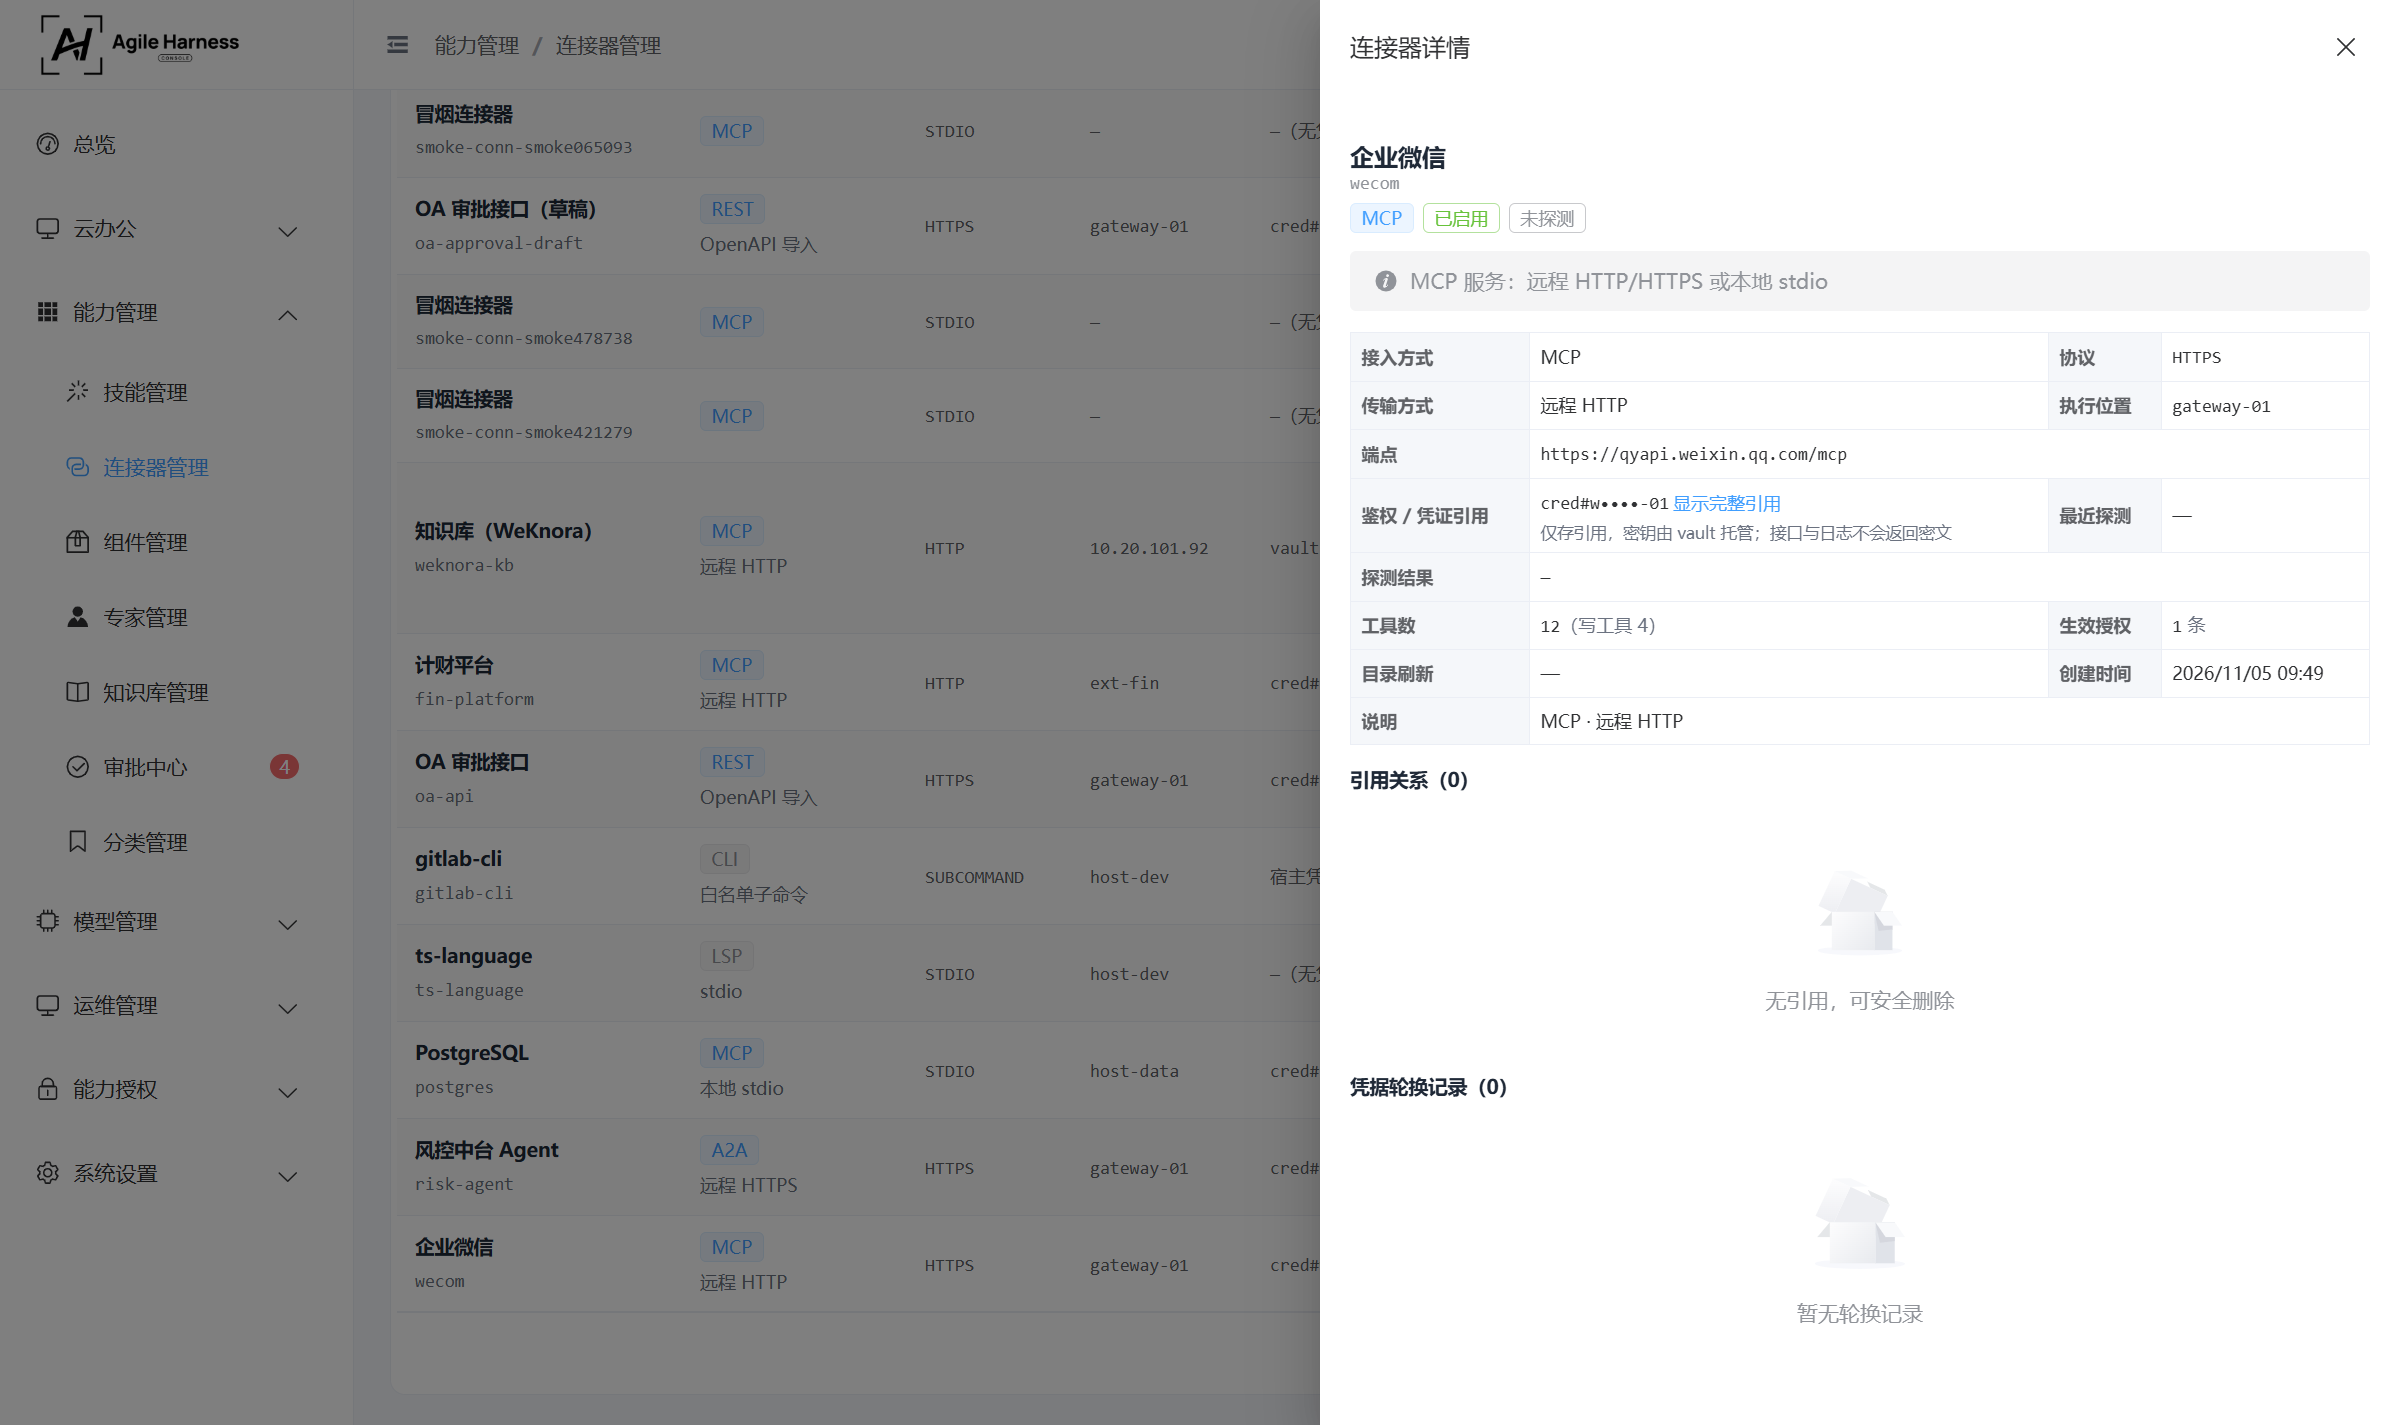 Agile Harness
CONSOLE
能力管理 / 连接器管理
总览
云办公
能力管理
技能管理
连接器管理
组件管理
专家管理
知识库管理
审批中心 4
分类管理
模型管理
运维管理
能力授权
系统设置
冒烟连接器 MCP STDIO – – (无
smoke-conn-smoke065093
OA 审批接口（草稿） REST HTTPS gateway-01 cred#
oa-approval-draft OpenAPI 导入
冒烟连接器 MCP STDIO – – (无
smoke-conn-smoke478738
冒烟连接器 MCP STDIO – – (无
smoke-conn-smoke421279
知识库（WeKnora） MCP HTTP 10.20.101.92 vault
weknora-kb 远程 HTTP
计财平台 MCP HTTP ext-fin cred#
fin-platform 远程 HTTP
OA 审批接口 REST HTTPS gateway-01 cred#
oa-api OpenAPI 导入
gitlab-cli CLI SUBCOMMAND host-dev 宿主凭
gitlab-cli 白名单子命令
ts-language LSP STDIO host-dev – (无
ts-language stdio
PostgreSQL MCP STDIO host-data cred#
postgres 本地 stdio
风控中台 Agent A2A HTTPS gateway-01 cred#
risk-agent 远程 HTTPS
企业微信 MCP HTTPS gateway-01 cred#
wecom 远程 HTTP
连接器详情
企业微信
wecom
MCP 已启用 未探测
MCP 服务：远程 HTTP/HTTPS 或本地 stdio
接入方式 MCP 协议 HTTPS
传输方式 远程 HTTP 执行位置 gateway-01
端点 https://qyapi.weixin.qq.com/mcp
鉴权 / 凭证引用 cred#w••••-01 显示完整引用 最近探测 —
仅存引用，密钥由 vault 托管；接口与日志不会返回密文
探测结果 –
工具数 12（写工具 4） 生效授权 1 条
目录刷新 — 创建时间 2026/11/05 09:49
说明 MCP · 远程 HTTP
引用关系（0）
无引用，可安全删除
凭据轮换记录（0）
暂无轮换记录